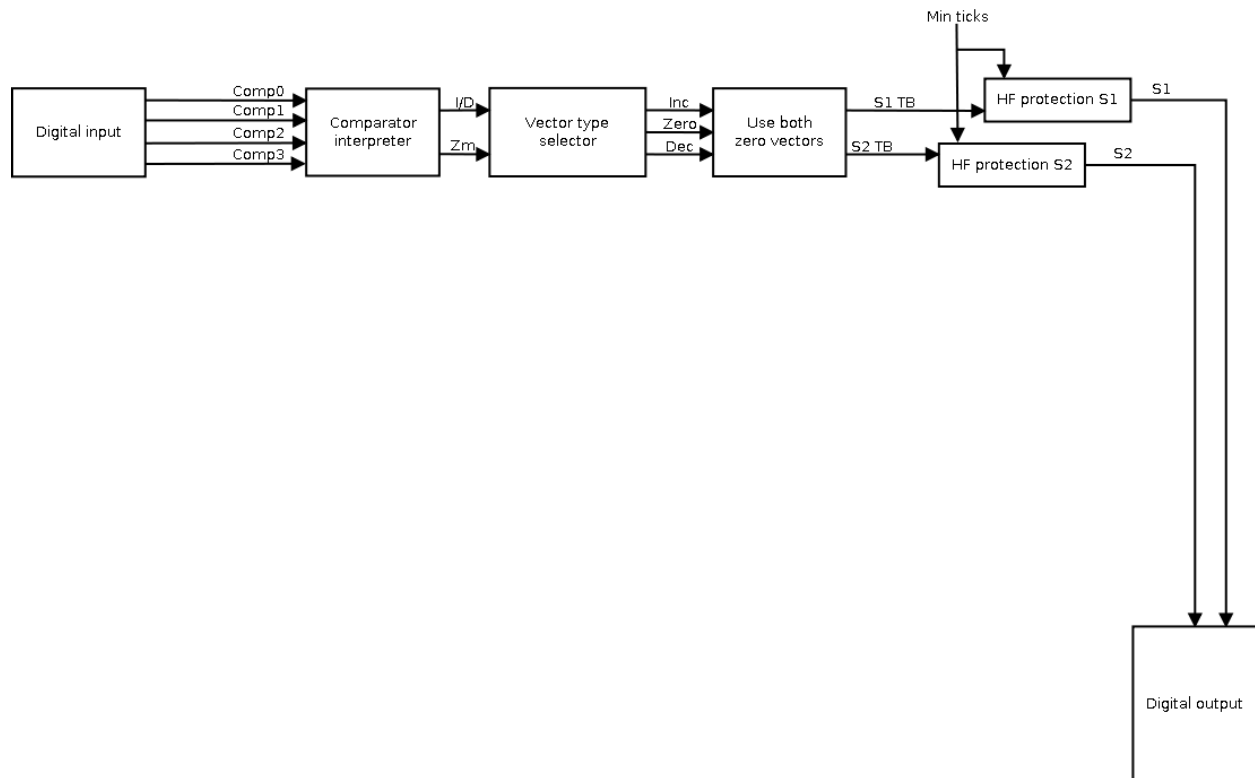 Min ticks
Digital input
Comp0
Comp1
Comp2
Comp3
Comparator
interpreter
I/D
Zm
Vector type
selector
Inc
Zero
Dec
Use both
zero vectors
S1 TB
S2 TB
HF protection S1
HF protection S2
S1
S2
Digital output